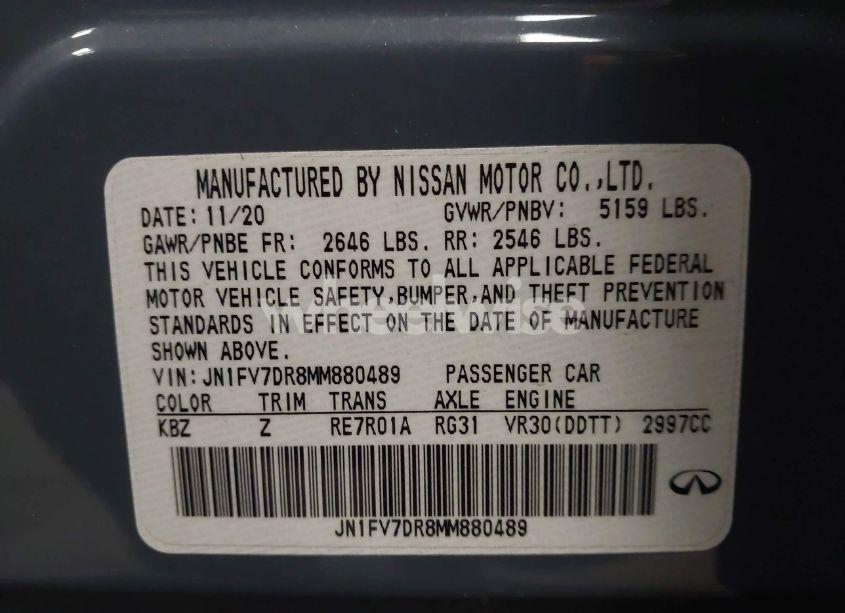 MANUFACTURED BY NISSAN MOTOR CO.,LTD.
DATE: 11/20 GVWR/PNBV: 5159 LBS.
GAWR/PNBE FR: 2646 LBS. RR: 2546 LBS.
THIS VEHICLE CONFORMS TO ALL APPLICABLE FEDERAL
MOTOR VEHICLE SAFETY,BUMPER,AND THEFT PREVENTION
STANDARDS IN EFFECT ON THE DATE OF MANUFACTURE
SHOWN ABOVE.
VIN:JN1FV7DR8MM880489 PASSENGER CAR
COLOR TRIM TRANS AXLE ENGINE
KBZ Z RE7R01A RG31 VR30(DDTT) 2997CC
JN1FV7DR8MM880489